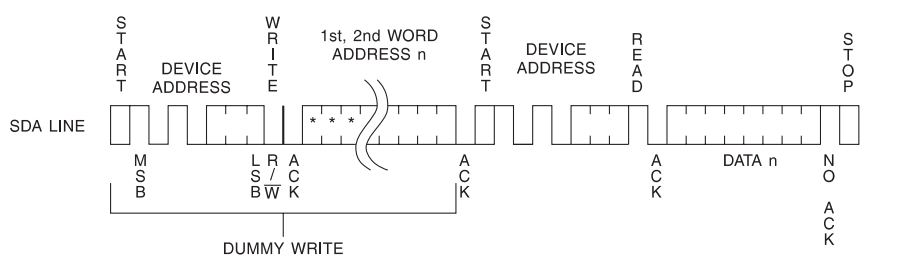 START
WRITE
1st, 2nd WORD
ADDRESS n
START
DEVICE
ADDRESS
READ
STOP
DEVICE
ADDRESS
SDA LINE
* * *
MSB
LSB
R/W
ACK
ACK
ACK
DATA n
NO ACK
DUMMY WRITE